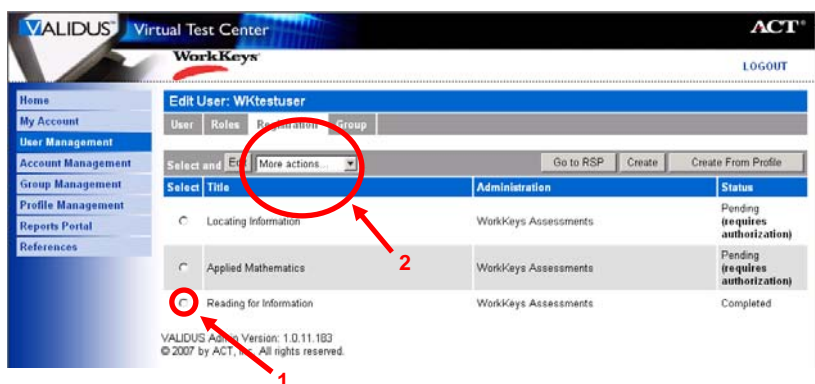 VALIDUS™ Virtual Test Center ACT®
WorkKeys®
LOGOUT
Home
My Account
User Management
Account Management
Group Management
Profile Management
Reports Portal
References
Edit User: WKtestuser
User Roles Registration Group
Select and Edit More actions... Go to RSP Create Create From Profile
Select Title Administration Status
Locating Information WorkKeys Assessments Pending
(requires
authorization)
Applied Mathematics WorkKeys Assessments Pending
(requires
authorization)
Reading for Information WorkKeys Assessments Completed
2
VALIDUS Admin Version: 1.0.11.183
© 2007 by ACT, Inc. All rights reserved.
1